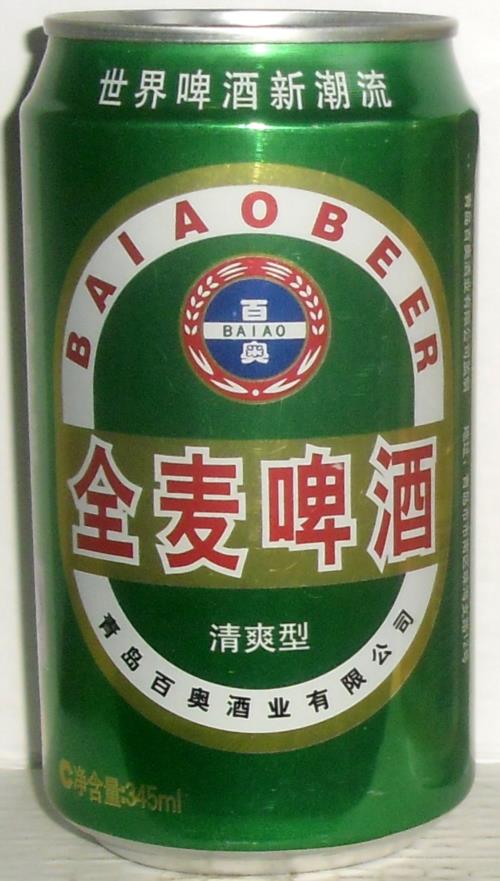 世界啤酒新潮流
BAIAOBEER
百
BAIAO
奥
全麦啤酒
清爽型
青岛百奥酒业有限公司
C净含量:345ml